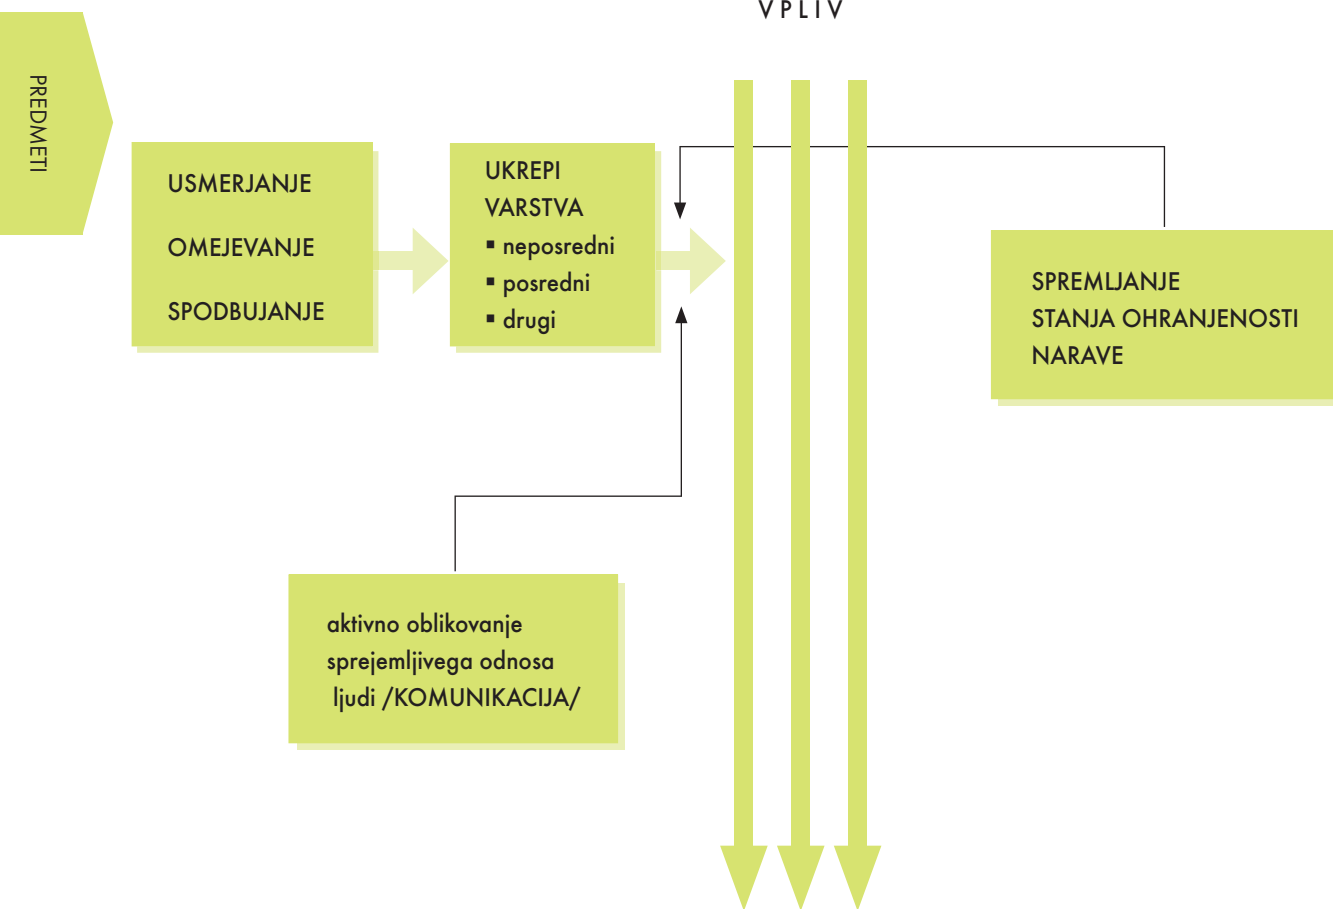 VPLIV
PREDMETI
USMERJANJE
OMEJEVANJE
SPODBUJANJE
UKREPI
VARSTVA
▪ neposredni
▪ posredni
▪ drugi
SPREMLJANJE
STANJA OHRANJENOSTI
NARAVE
aktivno oblikovanje
sprejemljivega odnosa
ljudi /KOMUNIKACIJA/